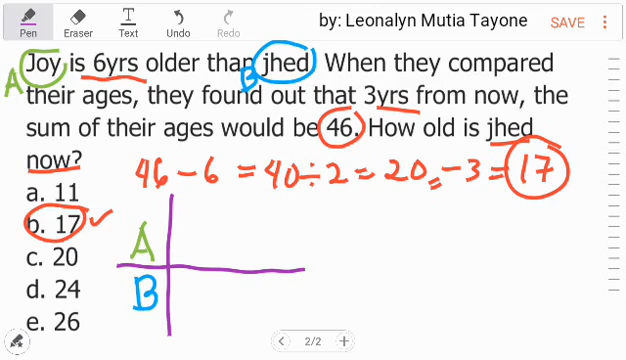 by: Leonalyn Mutia Tayone
SAVE
Pen
Eraser
Undo
Redo
A Joy is 6yrs older than B jhed. When they compared
their ages, they found out that 3yrs from now, the
sum of their ages would be 46. How old is jhed
now?
46 - 6 = 40 ÷ 2 = 20 = - 3 = 17
a. 11
b. 17 ✓
c. 20
d. 24
e. 26
A
B
< 2/2 >